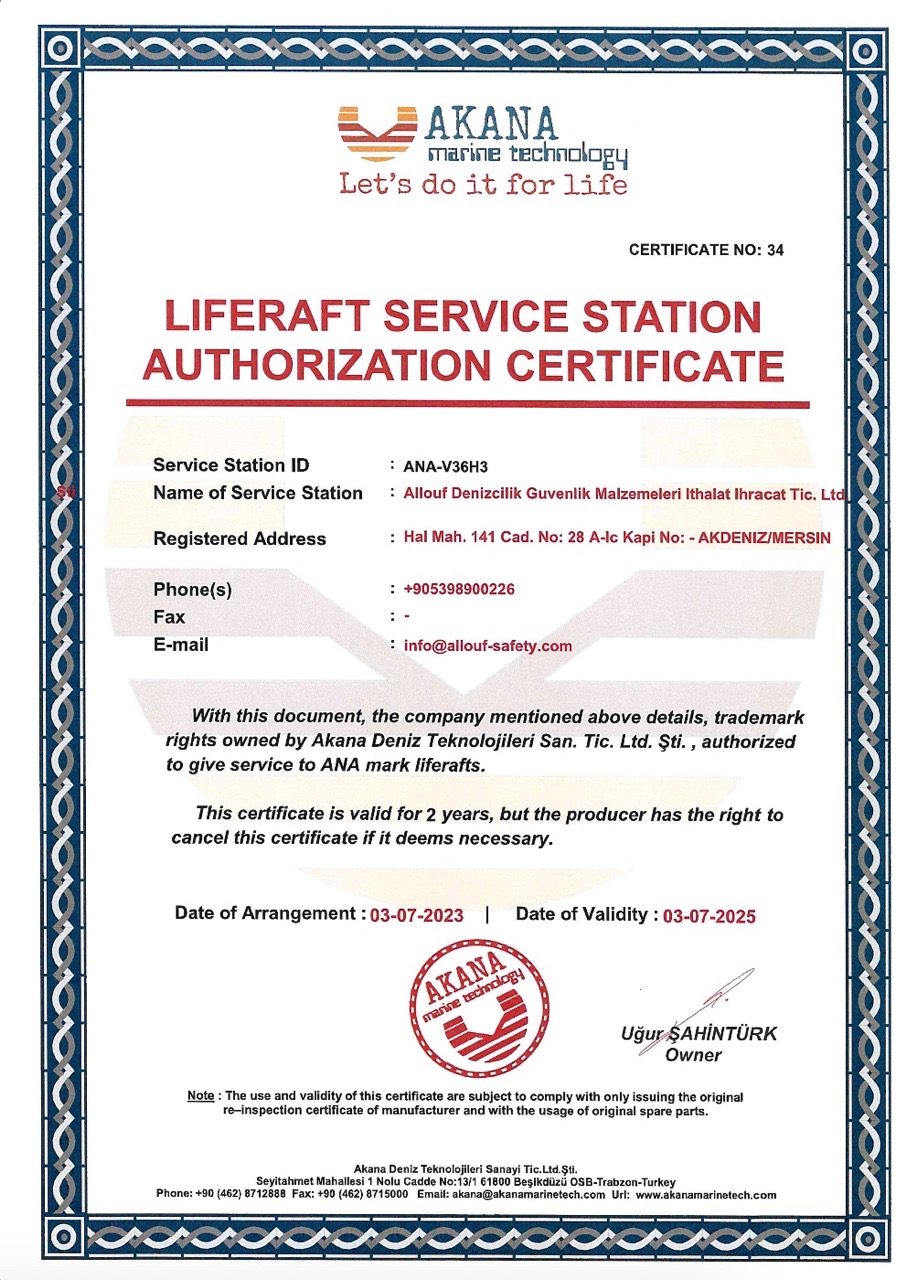 AKANA
marine technology
Let's do it for life
CERTIFICATE NO: 34
LIFERAFT SERVICE STATION
AUTHORIZATION CERTIFICATE
Service Station ID : ANA-V36H3
Name of Service Station : Allouf Denizcilik Guvenlik Malzemeleri Ithalat Ihracat Tic. Ltd.
Sti
Registered Address : Hal Mah. 141 Cad. No: 28 A-Ic Kapi No: - AKDENIZ/MERSIN
Phone(s) : +905398900226
Fax : -
E-mail : info@allouf-safety.com
With this document, the company mentioned above details, trademark
rights owned by Akana Deniz Teknolojileri San. Tic. Ltd. Şti. , authorized
to give service to ANA mark liferafts.
This certificate is valid for 2 years, but the producer has the right to
cancel this certificate if it deems necessary.
Date of Arrangement : 03-07-2023 | Date of Validity : 03-07-2025
AKANA
marine technology
Uğur ŞAHİNTÜRK
Owner
Note : The use and validity of this certificate are subject to comply with only issuing the original
re–inspection certificate of manufacturer and with the usage of original spare parts.
Akana Deniz Teknolojileri Sanayi Tic.Ltd.Şti.
Seyitahmet Mahallesi 1 Nolu Cadde No:13/1 61800 Beşikdüzü OSB-Trabzon-Turkey
Phone: +90 (462) 8712888 Fax: +90 (462) 8715000 Email: akana@akanamarinetech.com Url: www.akanamarinetech.com